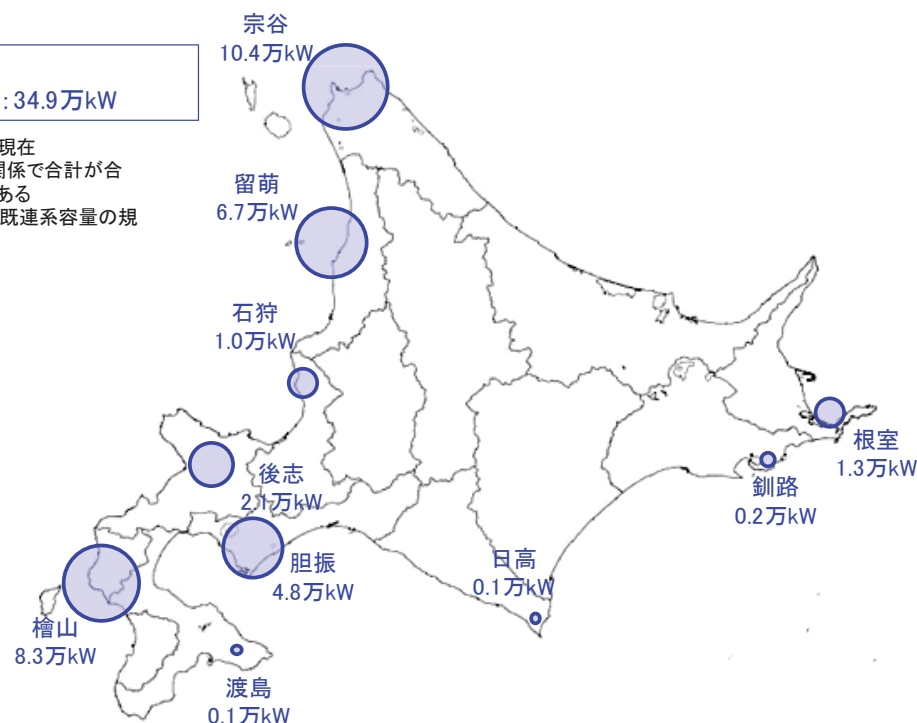 宗谷
10.4万kW
:34.9万kW
現在
関係で合計が合
ある
既連系容量の規
留萌
6.7万kW
石狩
1.0万kW
後志
2.1万kW
根室
1.3万kW
釧路
0.2万kW
胆振
4.8万kW
日高
0.1万kW
檜山
8.3万kW
渡島
0.1万kW